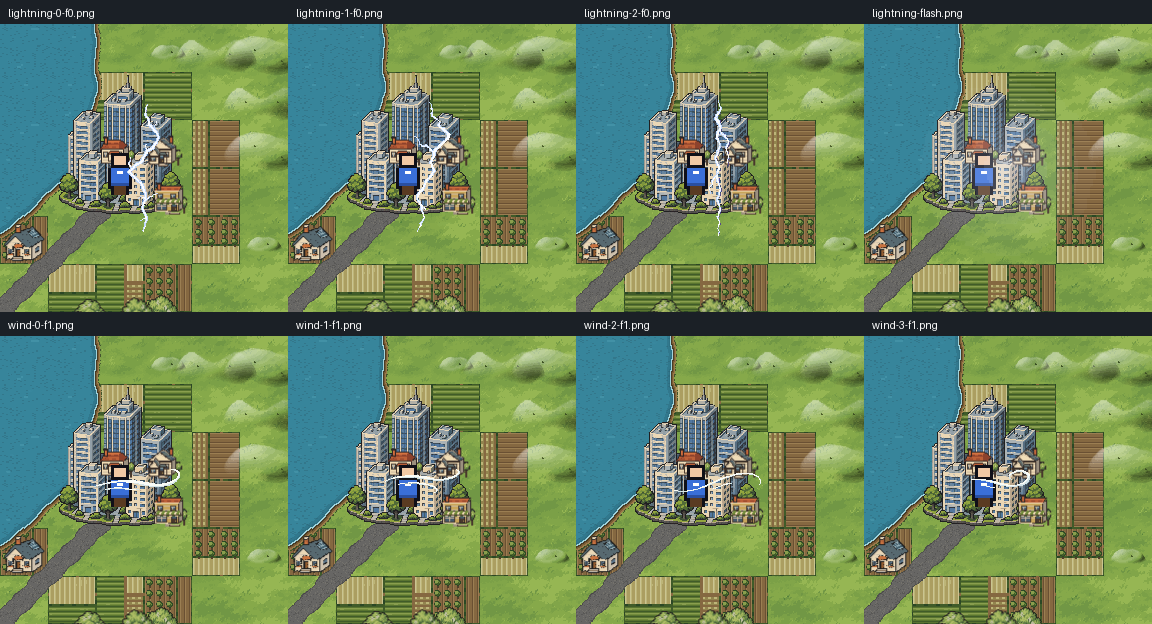 lightning-0-f0.png
lightning-1-f0.png
lightning-2-f0.png
lightning-flash.png
wind-0-f1.png
wind-1-f1.png
wind-2-f1.png
wind-3-f1.png